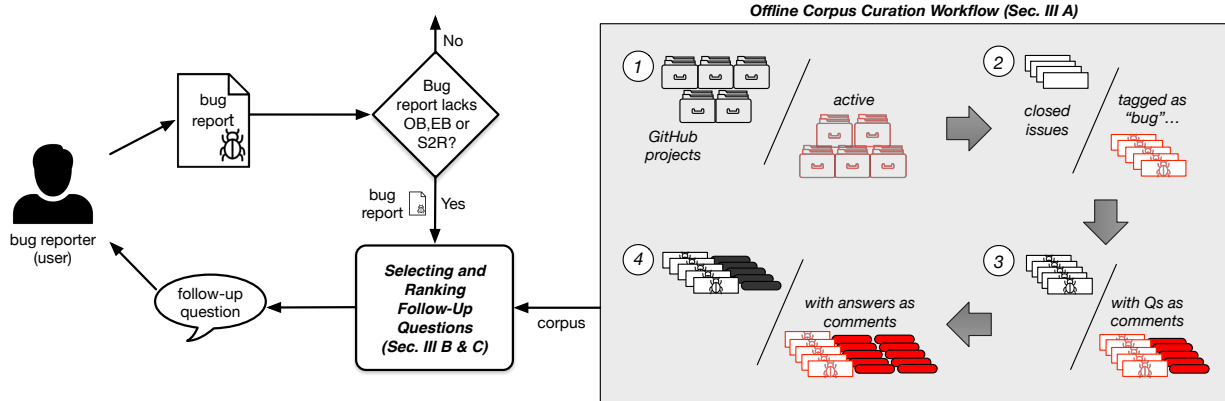 Offline Corpus Curation Workflow (Sec. III A)
No
bug
report
Bug
report lacks
OB,EB or
S2R?
bug
report
Yes
bug reporter
(user)
follow-up
question
Selecting and
Ranking
Follow-Up
Questions
(Sec. III B & C)
corpus
1
GitHub
projects
active
2
closed
issues
tagged as
"bug"...
3
with Qs as
comments
4
with answers as
comments